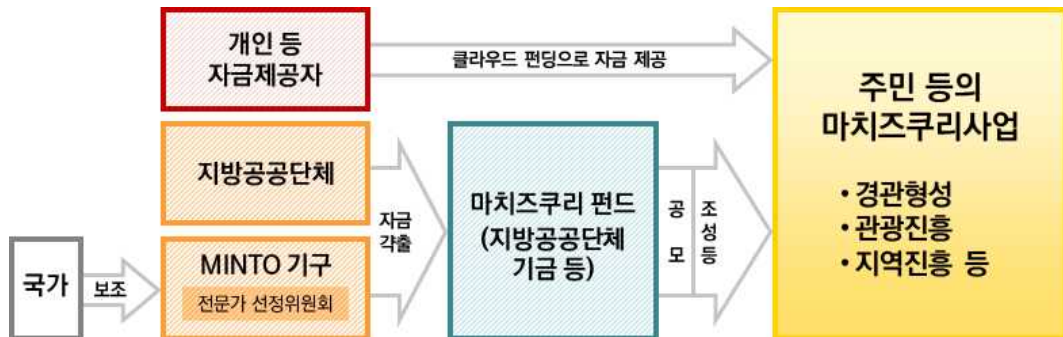 개인 등
자금제공자
클라우드 펀딩으로 자금 제공
주민 등의
마치즈쿠리사업
• 경관형성
• 관광진흥
• 지역진흥 등
지방공공단체
자금
갹출
마치즈쿠리 펀드
(지방공공단체
기금 등)
공
모
조
성
등
국가
보조
MINTO 기구
전문가 선정위원회